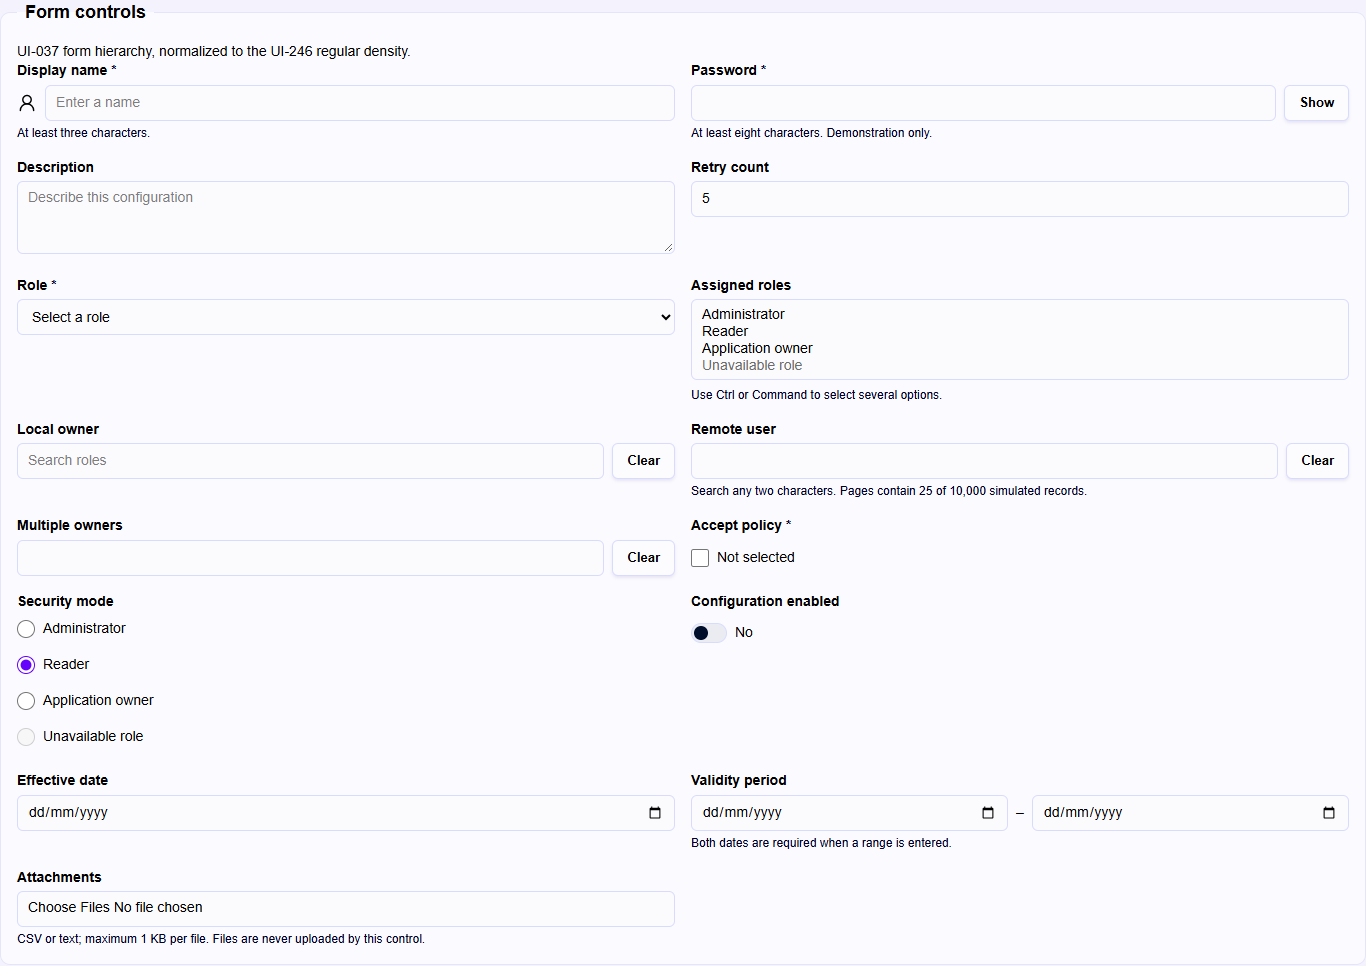 Form controls
UI-037 form hierarchy, normalized to the UI-246 regular density.
Display name *
Enter a name
At least three characters.
Password *
Show
At least eight characters. Demonstration only.
Description
Describe this configuration
Retry count
5
Role *
Select a role
Assigned roles
Administrator
Reader
Application owner
Unavailable role
Use Ctrl or Command to select several options.
Local owner
Search roles
Clear
Remote user
Clear
Search any two characters. Pages contain 25 of 10,000 simulated records.
Multiple owners
Clear
Accept policy *
Not selected
Security mode
Administrator
Reader
Application owner
Unavailable role
Configuration enabled
No
Effective date
dd/mm/yyyy
Validity period
dd/mm/yyyy – dd/mm/yyyy
Both dates are required when a range is entered.
Attachments
Choose Files No file chosen
CSV or text; maximum 1 KB per file. Files are never uploaded by this control.